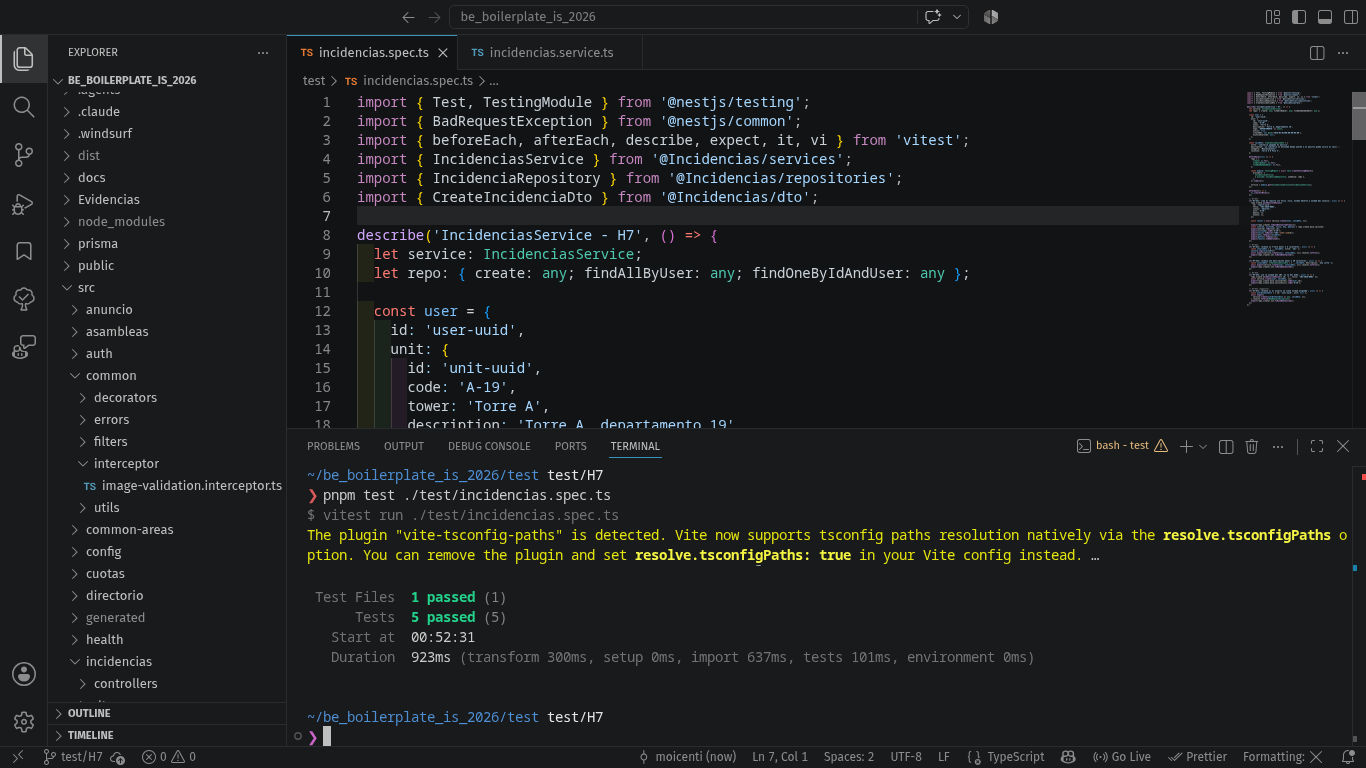 be_boilerplate_is_2026
EXPLORER
BE_BOILERPLATE_IS_2026
.agents
.claude
.windsurf
dist
docs
Evidencias
node_modules
prisma
public
src
anuncio
asambleas
auth
common
decorators
errors
filters
interceptor
TS image-validation.interceptor.ts
utils
common-areas
config
cuotas
directorio
generated
health
incidencias
controllers
OUTLINE
TIMELINE
TS incidencias.spec.ts
TS incidencias.service.ts
test > TS incidencias.spec.ts > ...
1 import { Test, TestingModule } from '@nestjs/testing';
2 import { BadRequestException } from '@nestjs/common';
3 import { beforeEach, afterEach, describe, expect, it, vi } from 'vitest';
4 import { IncidenciasService } from '@Incidencias/services';
5 import { IncidenciaRepository } from '@Incidencias/repositories';
6 import { CreateIncidenciaDto } from '@Incidencias/dto';
7
8 describe('IncidenciasService - H7', () => {
9 let service: IncidenciasService;
10 let repo: { create: any; findAllByUser: any; findOneByIdAndUser: any };
11
12 const user = {
13 id: 'user-uuid',
14 unit: {
15 id: 'unit-uuid',
16 code: 'A-19',
17 tower: 'Torre A',
18 description: 'Torre A, departamento 19'
PROBLEMS OUTPUT DEBUG CONSOLE PORTS TERMINAL
bash - test
~/be_boilerplate_is_2026/test test/H7
❯ pnpm test ./test/incidencias.spec.ts
$ vitest run ./test/incidencias.spec.ts
The plugin "vite-tsconfig-paths" is detected. Vite now supports tsconfig paths resolution natively via the resolve.tsconfigPaths o
ption. You can remove the plugin and set resolve.tsconfigPaths: true in your Vite config instead. …
Test Files 1 passed (1)
Tests 5 passed (5)
Start at 00:52:31
Duration 923ms (transform 300ms, setup 0ms, import 637ms, tests 101ms, environment 0ms)
~/be_boilerplate_is_2026/test test/H7
❯
test/H7 0 0 moicenti (now) Ln 7, Col 1 Spaces: 2 UTF-8 LF { } TypeScript Go Live Prettier Formatting: